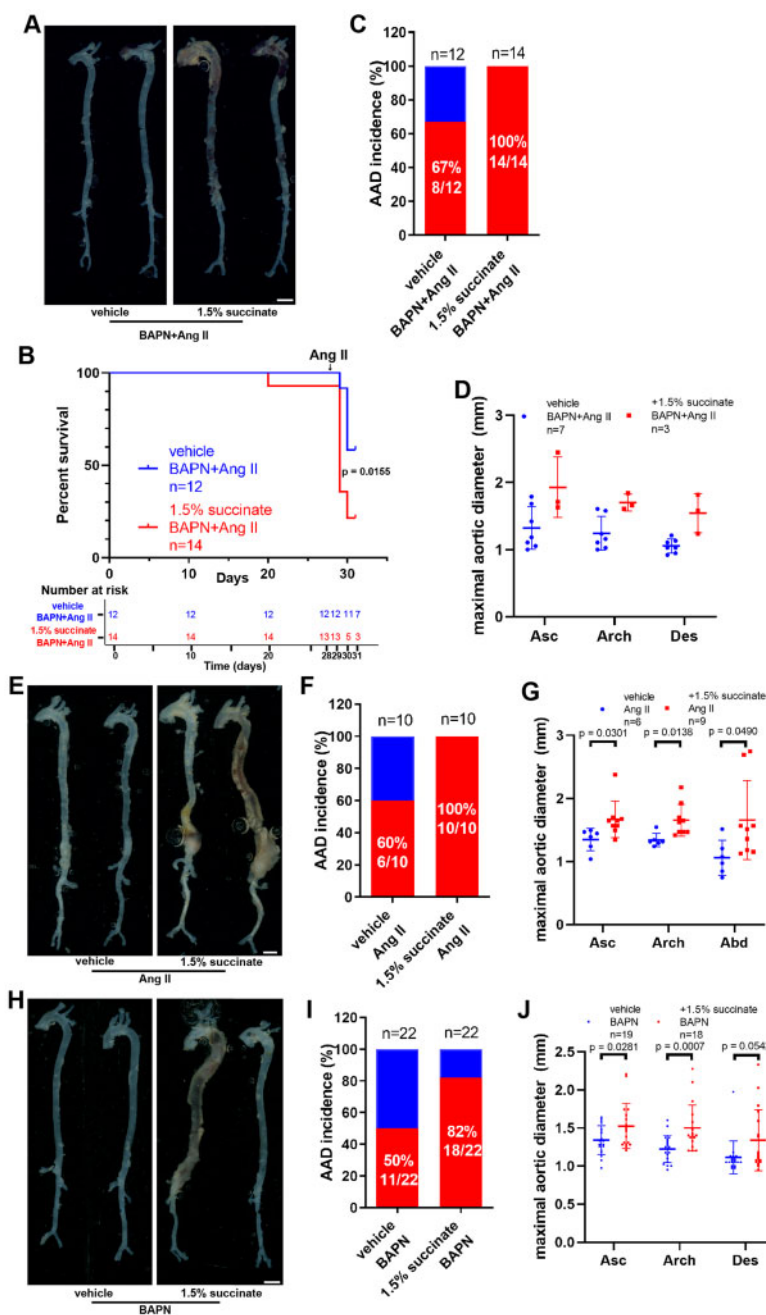 A
vehicle
1.5% succinate
BAPN+Ang II
C
n=12
n=14
AAD incidence (%)
120
100
80
60
40
20
0
67%
8/12
100%
14/14
vehicle
BAPN+Ang II
1.5% succinate
BAPN+Ang II
B
Ang II
↓
Percent survival
100
50
0
vehicle
BAPN+Ang II
n=12
p = 0.0155
1.5% succinate
BAPN+Ang II
n=14
0
10
20
30
Days
Number at risk
vehicle
BAPN+Ang II
12 12 12 12 12 11 7
1.5% succinate
BAPN+Ang II
14 14 14 13 13 5 3
0 10 20 28 29 30 31
Time (days)
D
vehicle
BAPN+Ang II
n=7
+1.5% succinate
BAPN+Ang II
n=3
maximal aortic diameter (mm)
3
2
1
0
Asc
Arch
Des
E
vehicle
1.5% succinate
Ang II
F
n=10
n=10
AAD incidence (%)
120
100
80
60
40
20
0
60%
6/10
100%
10/10
vehicle
Ang II
1.5% succinate
Ang II
G
vehicle
Ang II
n=6
+1.5% succinate
Ang II
n=9
p = 0.0301
p = 0.0138
p = 0.0490
maximal aortic diameter (mm)
3
2
1
0
Asc
Arch
Abd
H
vehicle
1.5% succinate
BAPN
I
n=22
n=22
AAD incidence (%)
120
100
80
60
40
20
0
50%
11/22
82%
18/22
vehicle
BAPN
1.5% succinate
BAPN
J
vehicle
BAPN
n=19
+1.5% succinate
BAPN
n=18
p = 0.0281
p = 0.0007
p = 0.054
maximal aortic diameter (mm)
2.5
2.0
1.5
1.0
0.5
0.0
Asc
Arch
Des